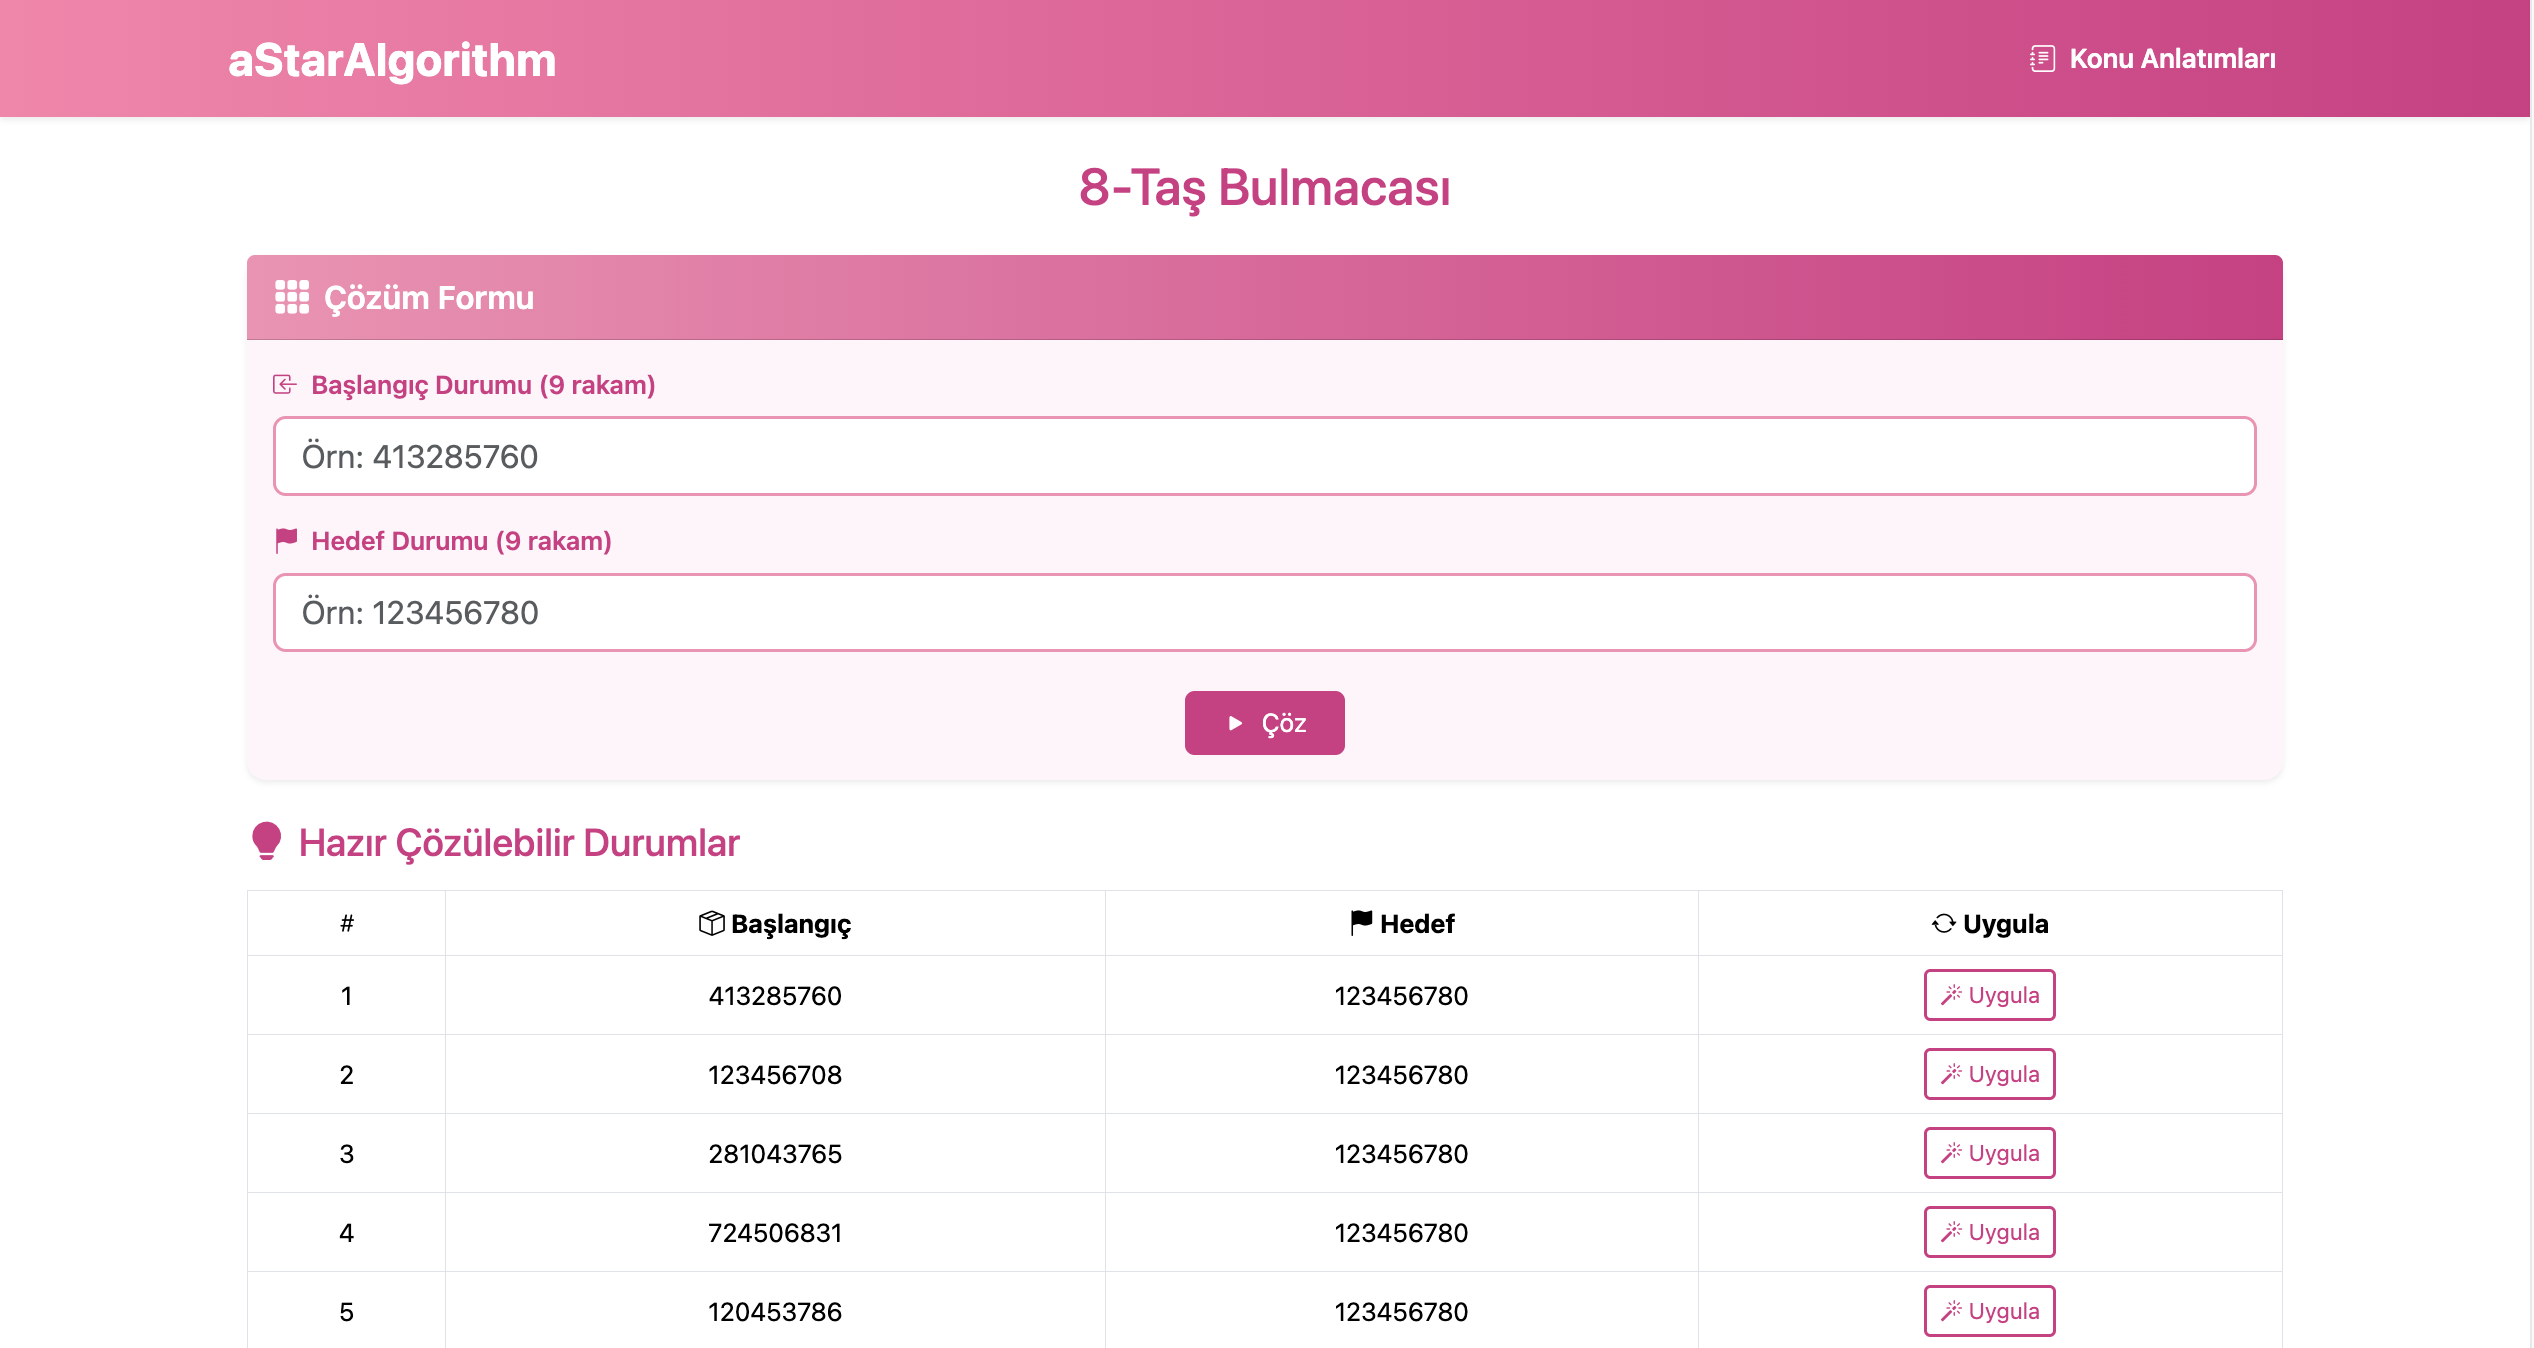 aStarAlgorithm
Konu Anlatımları
8-Taş Bulmacası
Çözüm Formu
Başlangıç Durumu (9 rakam)
Örn: 413285760
Hedef Durumu (9 rakam)
Örn: 123456780
Çöz
Hazır Çözülebilir Durumlar
# Başlangıç Hedef Uygula
1 413285760 123456780 Uygula
2 123456708 123456780 Uygula
3 281043765 123456780 Uygula
4 724506831 123456780 Uygula
5 120453786 123456780 Uygula